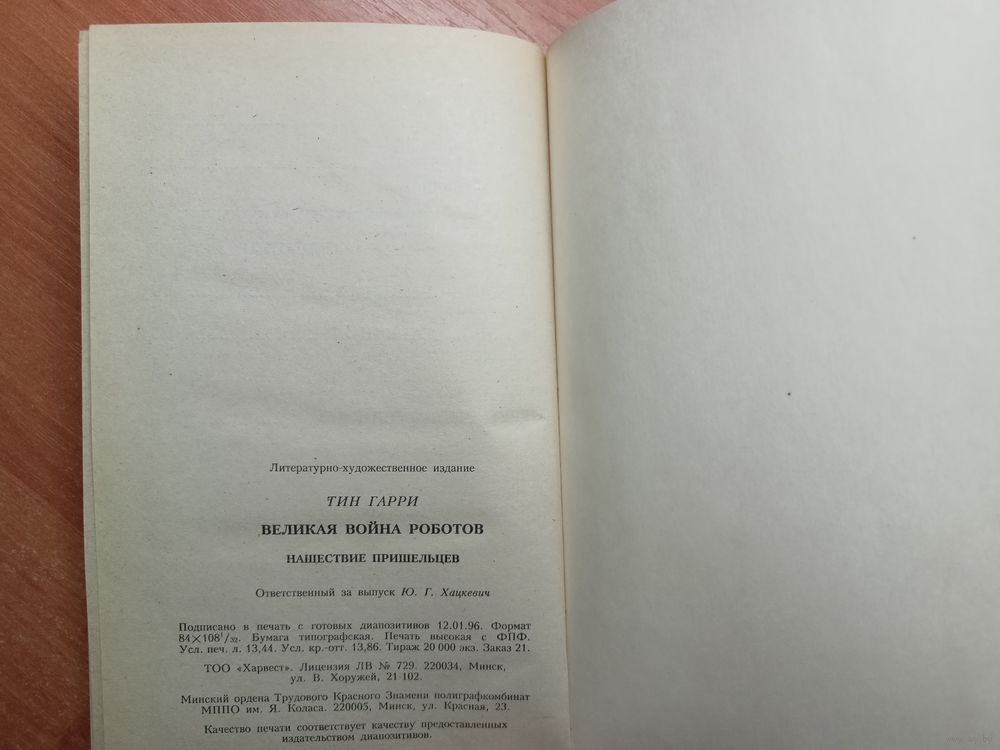 Литературно-художественное издание
ТИН ГАРРИ
ВЕЛИКАЯ ВОЙНА РОБОТОВ
НАШЕСТВИЕ ПРИШЕЛЬЦЕВ
Ответственный за выпуск Ю. Г. Хацкевич
Подписано в печать с готовых диапозитивов 12.01.96. Формат
84×108¹/₃₂. Бумага типографская. Печать высокая с ФПФ.
Усл. печ. л. 13,44. Усл. кр.-отт. 13,86. Тираж 20 000 экз. Заказ 21.
ТОО «Харвест». Лицензия ЛВ № 729. 220034, Минск,
ул. В. Хоружей, 21-102.
Минский ордена Трудового Красного Знамени полиграфкомбинат
МППО им. Я. Коласа. 220005, Минск, ул. Красная, 23.
Качество печати соответствует качеству предоставленных
издательством диапозитивов.